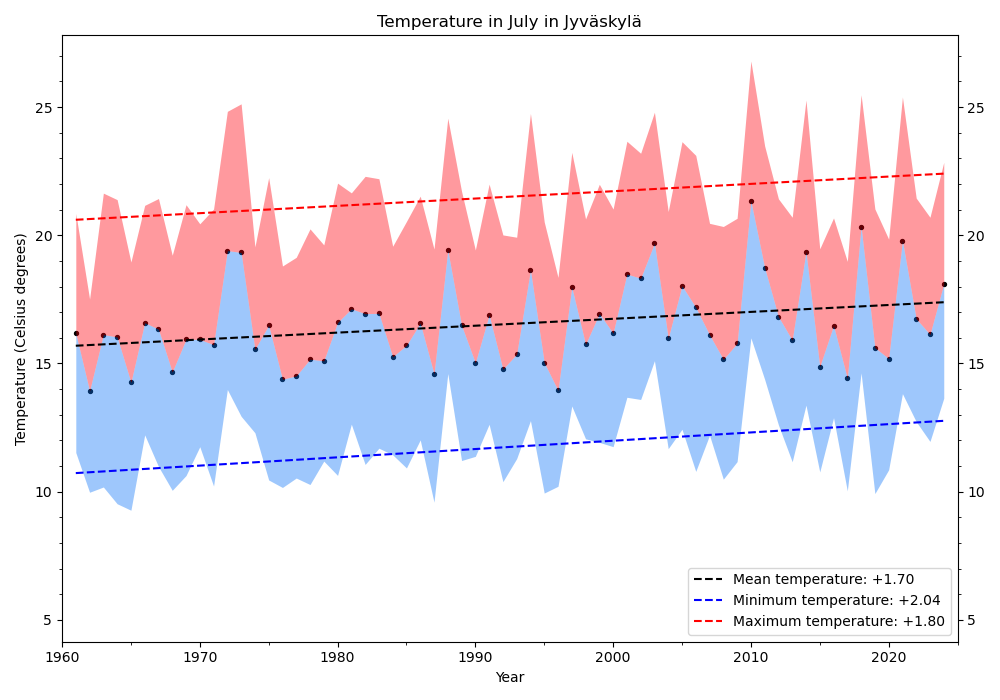 Temperature in July in Jyväskylä
Temperature (Celsius degrees)
25
20
15
10
5
25
20
15
10
5
1960
1970
1980
1990
2000
2010
2020
Year
Mean temperature: +1.70
Minimum temperature: +2.04
Maximum temperature: +1.80